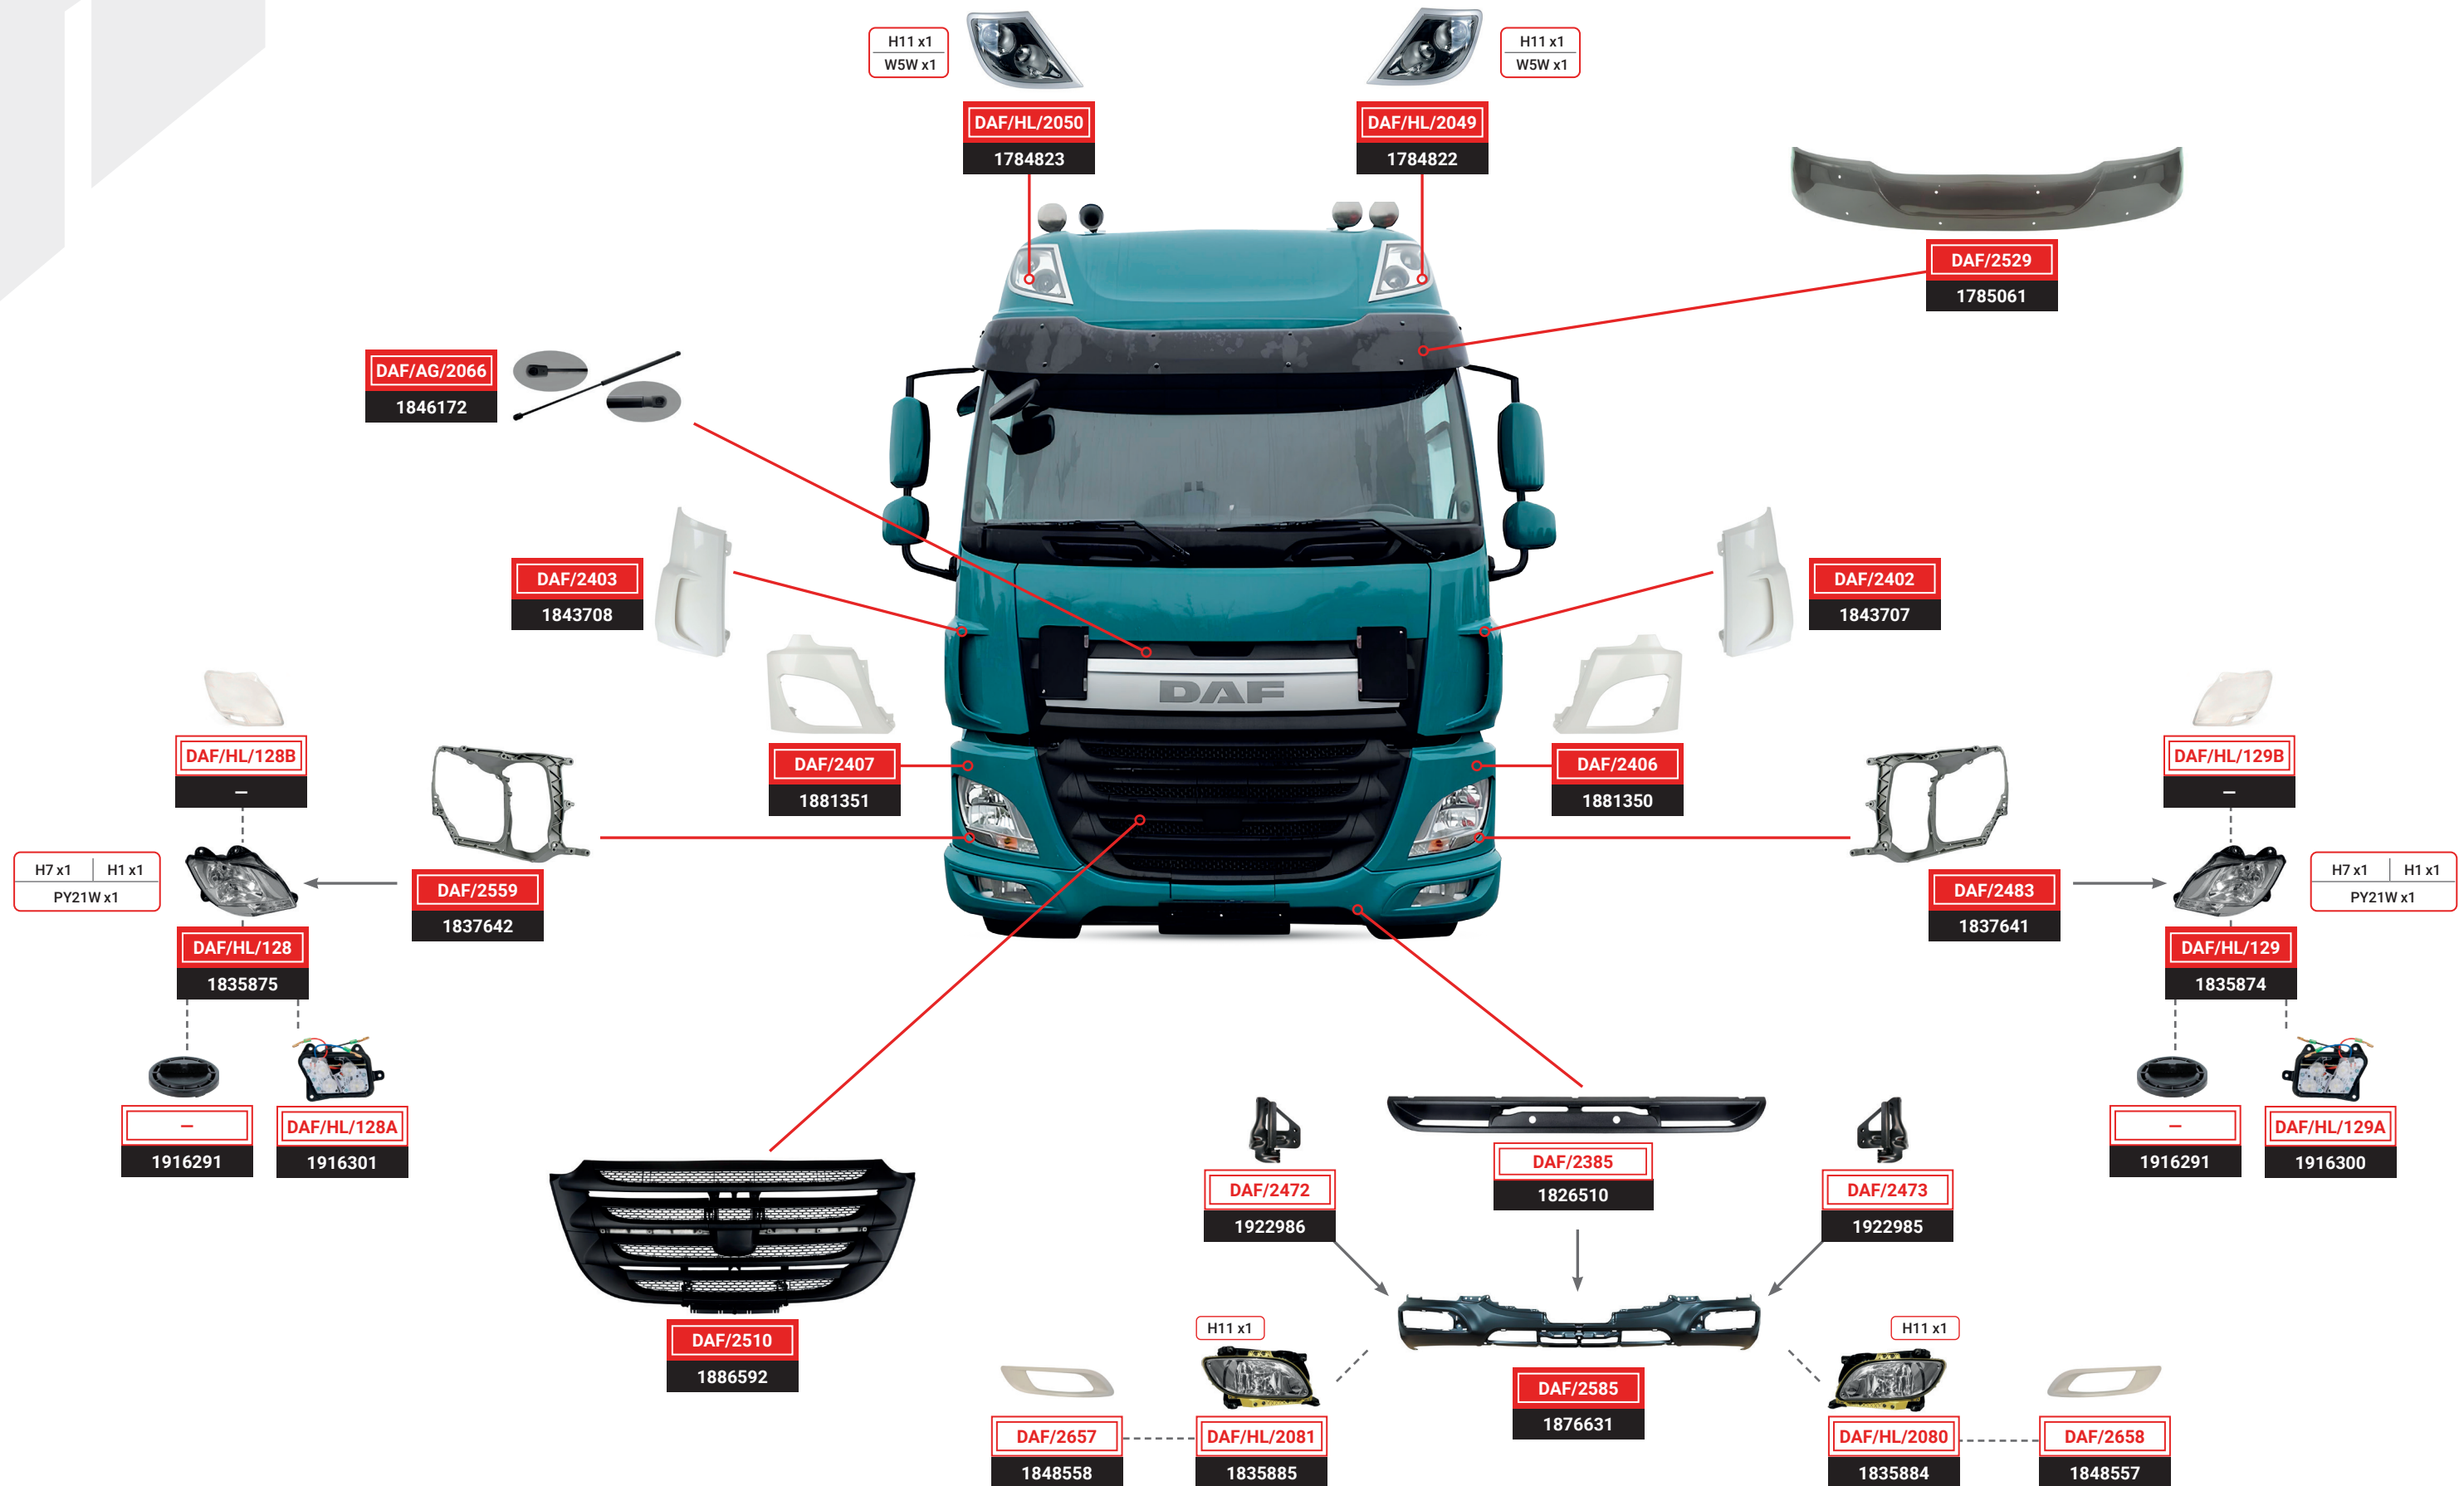 H11 x1
W5W x1
H11 x1
W5W x1
DAF/HL/2050
1784823
DAF/HL/2049
1784822
DAF/2529
1785061
DAF/AG/2066
1846172
DAF/2403
1843708
DAF/2402
1843707
DAF
DAF/HL/128B
–
DAF/2407
1881351
DAF/2406
1881350
DAF/HL/129B
–
H7 x1 H1 x1
PY21W x1
DAF/2559
1837642
DAF/2483
1837641
H7 x1 H1 x1
PY21W x1
DAF/HL/128
1835875
DAF/HL/129
1835874
–
1916291
DAF/HL/128A
1916301
–
1916291
DAF/HL/129A
1916300
DAF/2472
1922986
DAF/2385
1826510
DAF/2473
1922985
DAF/2510
1886592
H11 x1
H11 x1
DAF/2585
1876631
DAF/2657
1848558
DAF/HL/2081
1835885
DAF/HL/2080
1835884
DAF/2658
1848557